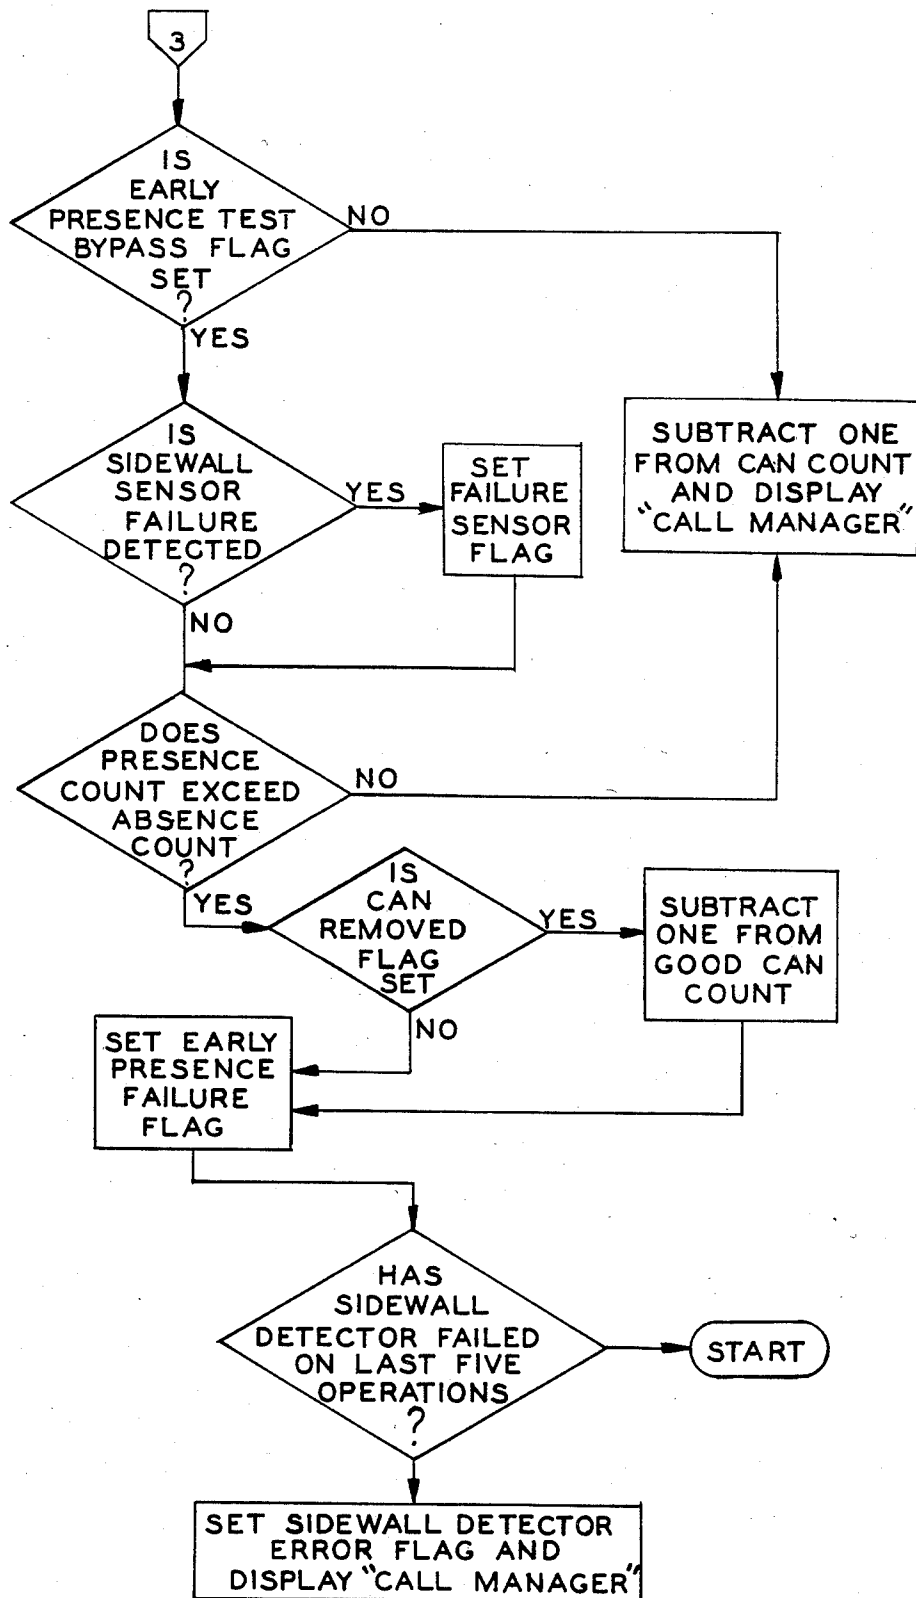 3
IS
EARLY
PRESENCE TEST
BYPASS FLAG
SET
?
NO
YES
IS
SIDEWALL
SENSOR
FAILURE
DETECTED
?
YES
NO
SET
FAILURE
SENSOR
FLAG
SUBTRACT ONE
FROM CAN COUNT
AND DISPLAY
"CALL MANAGER"
DOES
PRESENCE
COUNT EXCEED
ABSENCE
COUNT
?
NO
YES
IS
CAN
REMOVED
FLAG
SET
YES
NO
SUBTRACT
ONE FROM
GOOD CAN
COUNT
SET EARLY
PRESENCE
FAILURE
FLAG
HAS
SIDEWALL
DETECTOR FAILED
ON LAST FIVE
OPERATIONS
?
START
SET SIDEWALL DETECTOR
ERROR FLAG AND
DISPLAY "CALL MANAGER"